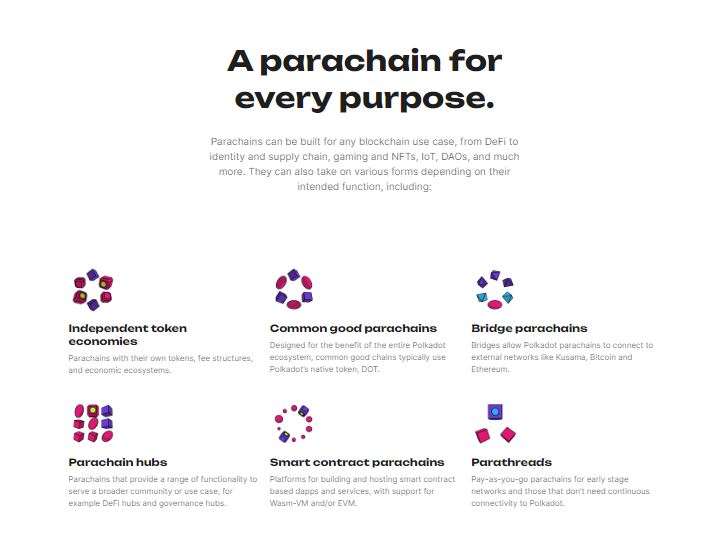 A parachain for
every purpose.
Parachains can be built for any blockchain use case, from DeFi to
identity and supply chain, gaming and NFTs, IoT, DAOs, and much
more. They can also take on various forms depending on their
intended function, including:
Independent token
economies
Parachains with their own tokens, fee structures,
and economic ecosystems.
Common good parachains
Designed for the benefit of the entire Polkadot
ecosystem, common good chains typically use
Polkadot's native token, DOT.
Bridge parachains
Bridges allow Polkadot parachains to connect to
external networks like Kusama, Bitcoin and
Ethereum.
Parachain hubs
Parachains that provide a range of functionality to
serve a broader community or use case, for
example DeFi hubs and governance hubs.
Smart contract parachains
Platforms for building and hosting smart contract
based dapps and services, with support for
Wasm-VM and/or EVM.
Parathreads
Pay-as-you-go parachains for early stage
networks and those that don't need continuous
connectivity to Polkadot.